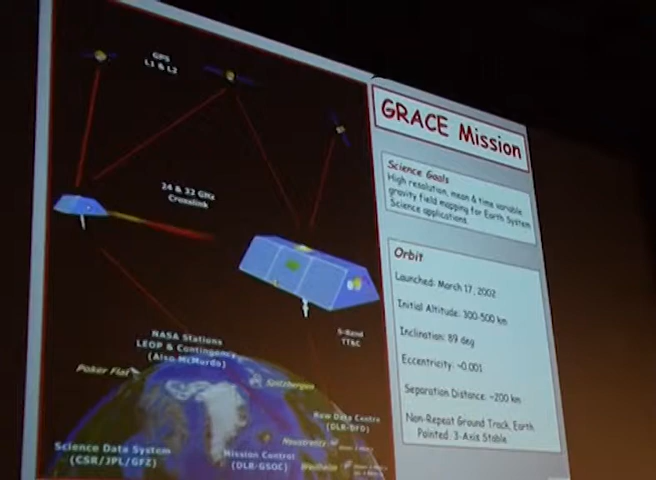 GPS
L1 & L2
24 & 32 GHz
Crosslink
S-Band
TT&C
NASA Stations
LEOP & Contingency
(Also McMurdo)
Poker Flat
Spitzbergen
Raw Data Centre
(DLR-DFD)
Neustrelitz
Science Data System
(CSR/JPL/GFZ)
Mission Control
(DLR-GSOC)
Weilheim
GRACE Mission
Science Goals
High resolution, mean & time variable
gravity field mapping for Earth System
Science applications.
Orbit
Launched: March 17, 2002
Initial Altitude: 300-500 km
Inclination: 89 deg
Eccentricity: ~0.001
Separation Distance: ~200 km
Non-Repeat Ground Track, Earth
Pointed, 3-Axis Stable